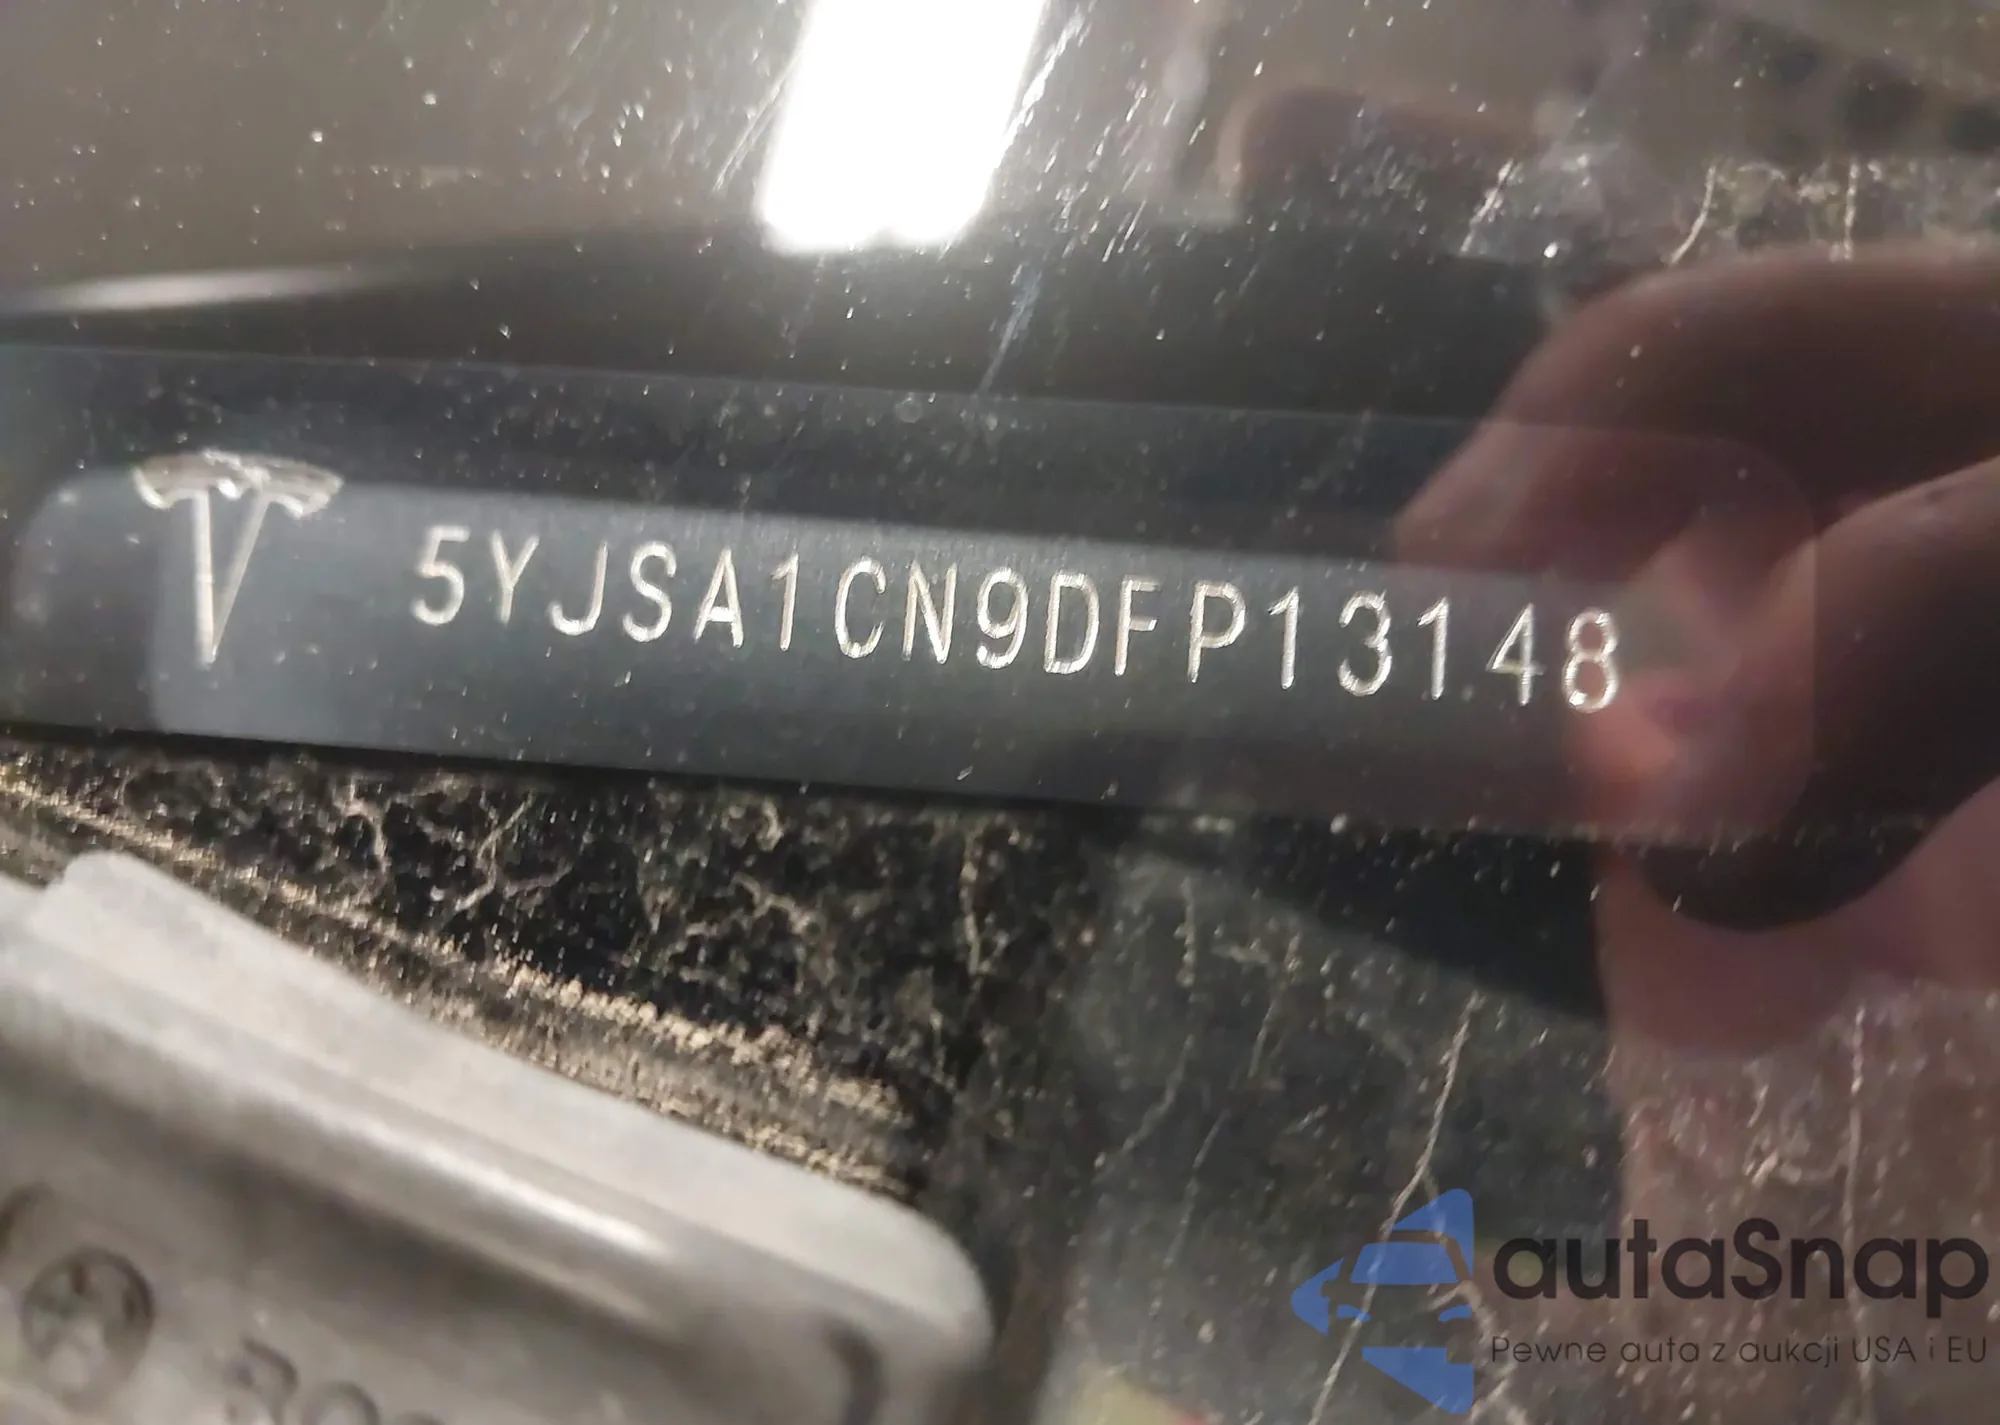 5YJSA1CN9DFP13148
autaSnap
Pewne auta z aukcji USA i EU